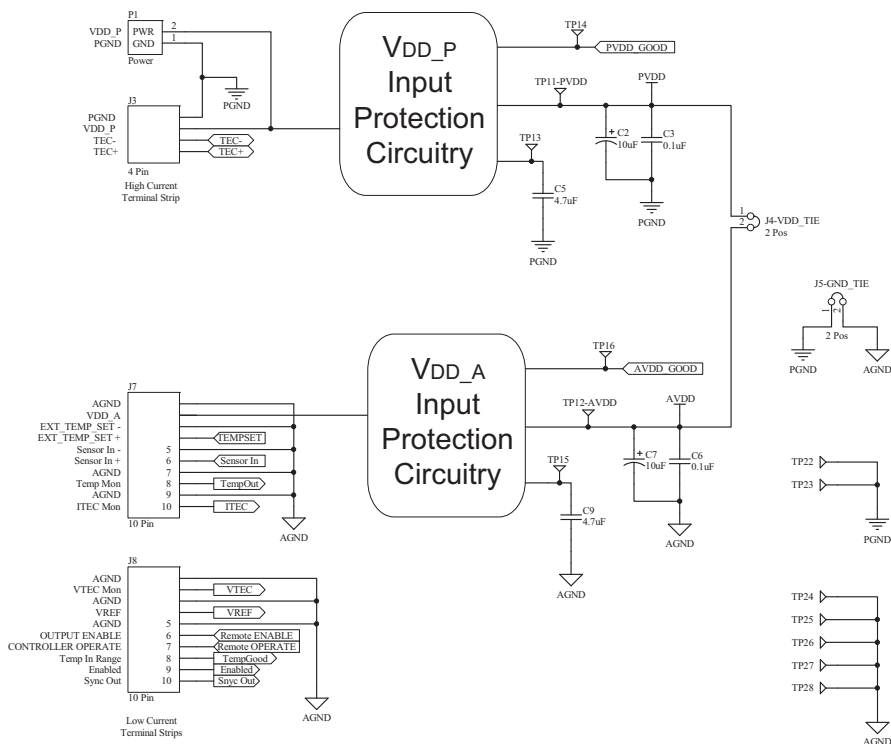 P1
VDD_P
PWR
2
PGND
GND
1
Power
PGND
J3
PGND
VDD_P
TEC-
TEC-
TEC+
TEC+
4 Pin
High Current
Terminal Strip
VDD_P
Input
Protection
Circuitry
TP14
PVDD_GOOD
TP11-PVDD
PVDD
+
C2
10uF
C3
0.1uF
PGND
TP13
C5
4.7uF
PGND
1
2
J4-VDD_TIE
2 Pos
J5-GND_TIE
1
2
2 Pos
PGND
AGND
VDD_A
Input
Protection
Circuitry
TP16
AVDD_GOOD
TP12-AVDD
AVDD
+
C7
10uF
C6
0.1uF
AGND
TP15
C9
4.7uF
AGND
J7
AGND
VDD_A
EXT_TEMP_SET -
EXT_TEMP_SET +
TEMPSET
Sensor In -
5
Sensor In +
6
Sensor In
AGND
7
Temp Mon
8
TempOut
AGND
9
ITEC Mon
10
ITEC
10 Pin
AGND
J8
AGND
VTEC Mon
VTEC
AGND
VREF
VREF
AGND
5
OUTPUT ENABLE
6
Remote ENABLE
CONTROLLER OPERATE
7
Remote OPERATE
Temp In Range
8
TempGood
Enabled
9
Enabled
Sync Out
10
Snyc Out
10 Pin
AGND
Low Current
Terminal Strips
TP22
TP23
PGND
TP24
TP25
TP26
TP27
TP28
AGND